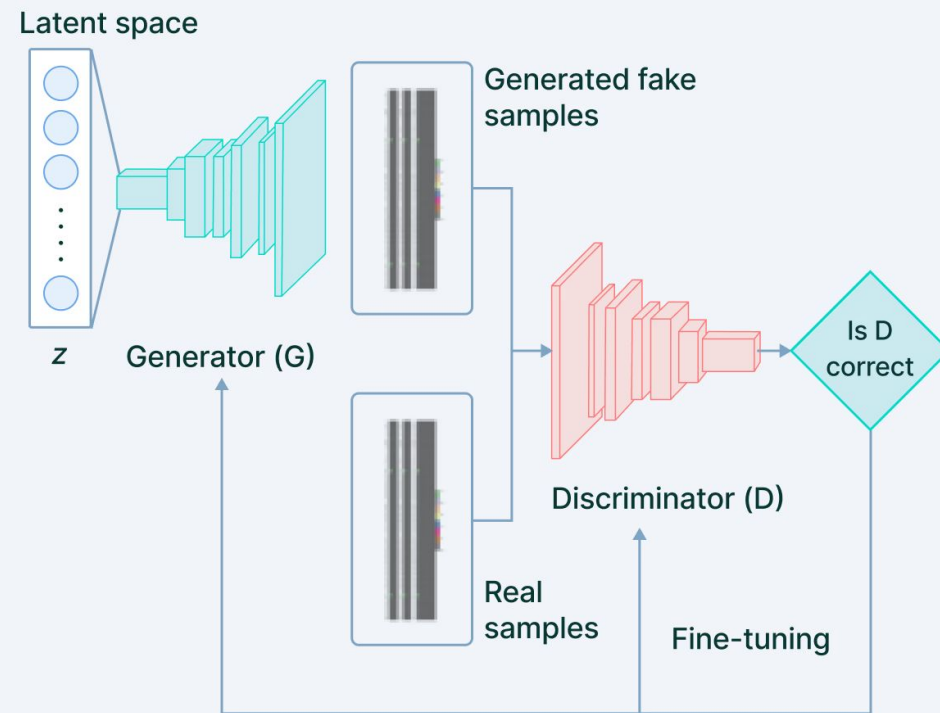 Latent space
Generated fake
samples
z
Generator (G)
Is D
correct
Discriminator (D)
Real
samples
Fine-tuning